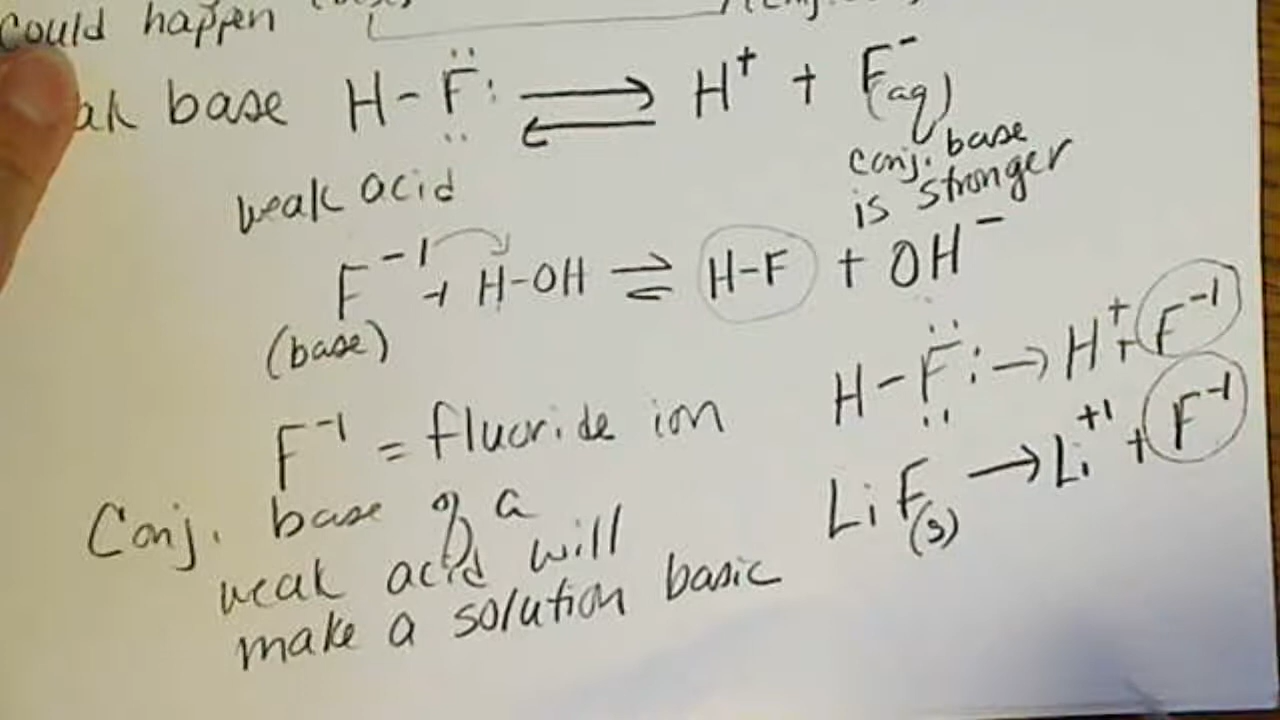 could happen
ak base H-F: ⇌ H⁺ + F⁻(aq)
conj. base
is stronger
weak acid
F⁻¹ + H-OH ⇌ H-F + OH⁻
(base)
H-F: → H⁺ + F⁻¹
F⁻¹ = fluoride ion
LiF(s) → Li⁺¹ + F⁻¹
Conj. base of a
weak acid will
make a solution basic